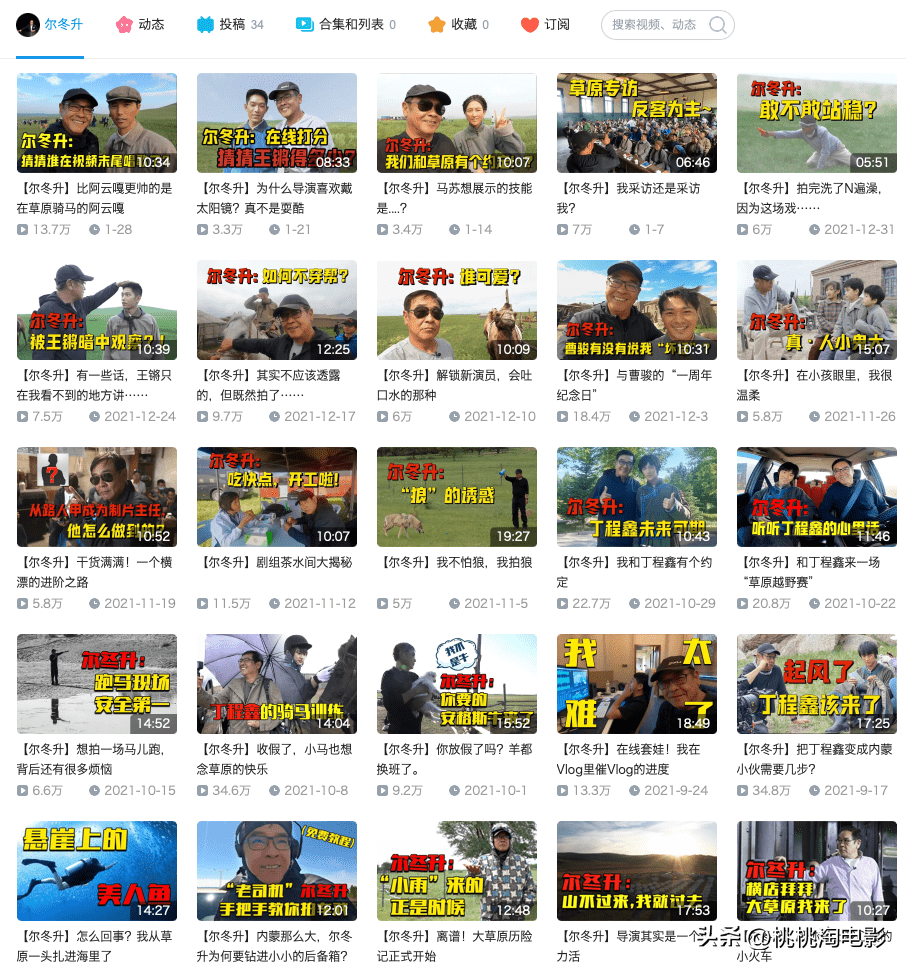 尔冬升 动态 投稿 34 合集和列表 0 收藏 0 订阅 搜索视频、动态
尔冬升:
猜猜谁在视频末尾唱
10:34
尔冬升: 在线打分
猜猜王锵得多少?
08:33
尔冬升:
我们和草原有个约
10:07
草原专访
反客为主~
06:46
尔冬升:
敢不敢站稳?
05:51
【尔冬升】比阿云嘎更帅的是
在草原骑马的阿云嘎
13.7万 1-28
【尔冬升】为什么导演喜欢戴
太阳镜?真不是耍酷
3.3万 1-21
【尔冬升】马苏想展示的技能
是....?
3.4万 1-14
【尔冬升】我采访还是采访
我?
7万 1-7
【尔冬升】拍完洗了N遍澡,
因为这场戏……
6万 2021-12-31
尔冬升:
被王锵暗中观察?!
10:39
尔冬升: 如何不穿帮?
12:25
尔冬升: 谁可爱?
10:09
尔冬升:
曹骏有没有说我“坏
10:31
尔冬升:
真·人小鬼大
15:07
【尔冬升】有一些话,王锵只
在我看不到的地方讲……
7.5万 2021-12-24
【尔冬升】其实不应该透露
的,但既然拍了……
9.7万 2021-12-17
【尔冬升】解锁新演员,会吐
口水的那种
6万 2021-12-10
【尔冬升】与曹骏的“一周年
纪念日”
18.4万 2021-12-3
【尔冬升】在小孩眼里,我很
温柔
5.8万 2021-11-26
?
从路人甲成为制片主任,
他怎么做到的?
10:52
尔冬升:
吃快点,开工啦!
10:07
尔冬升:
“狼”的诱惑
19:27
尔冬升:
丁程鑫未来可期
10:43
尔冬升:
听听丁程鑫的心里话
11:46
【尔冬升】干货满满!一个横
漂的进阶之路
5.8万 2021-11-19
【尔冬升】剧组茶水间大揭秘
11.5万 2021-11-12
【尔冬升】我不怕狼,我拍狼
5万 2021-11-5
【尔冬升】我和丁程鑫有个约
定
22.7万 2021-10-29
【尔冬升】和丁程鑫来一场
“草原越野赛”
20.8万 2021-10-22
尔冬升:
跑马现场
安全第一
14:52
丁程鑫的骑马训练
14:04
我不是牛
尔冬升:
你要的
安格斯牛来了
15:52
我太
难了
18:49
起风了
丁程鑫该来了
17:25
【尔冬升】想拍一场马儿跑,
背后还有很多烦恼
6.6万 2021-10-15
【尔冬升】收假了,小马也想
念草原的快乐
34.6万 2021-10-8
【尔冬升】你放假了吗?羊都
换班了。
9.2万 2021-10-1
【尔冬升】在线套娃!我在
Vlog里催Vlog的进度
13.3万 2021-9-24
【尔冬升】把丁程鑫变成内蒙
小伙需要几步?
34.8万 2021-9-17
悬崖上的
美人鱼
14:27
(免费教程)
“老司机”尔冬升
手把手教你拍
12:01
尔冬升:
“小雨”来的
正是时候
12:48
尔冬升:
山不过来,我就过去
17:53
尔冬升:
横店拜拜
大草原我来了
10:27
【尔冬升】怎么回事?我从草
原一头扎进海里了
【尔冬升】内蒙那么大,尔冬
升为何要钻进小小的后备箱?
【尔冬升】离谱!大草原历险
记正式开始
【尔冬升】导演其实是一个
力活
的
小火车
头条@桃桃淘电影